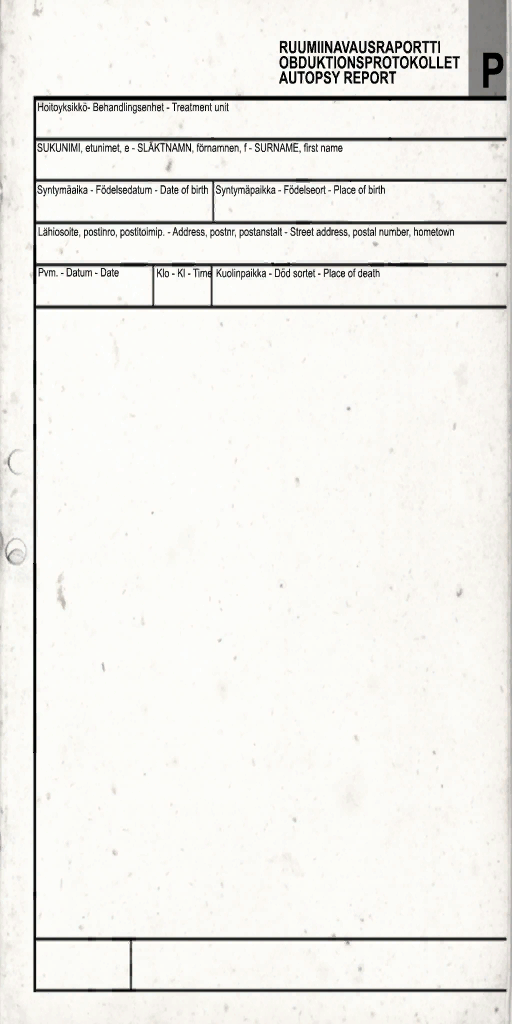 RUUMIINAVAUSRAPORTTI
OBDUKTIONSPROTOKOLLET
AUTOPSY REPORT
P
Hoitoyksikkö- Behandlingsenhet - Treatment unit
SUKUNIMI, etunimet, e - SLÄKTNAMN, förnamnen, f - SURNAME, first name
Syntymäaika - Födelsedatum - Date of birth
Syntymäpaikka - Födelseort - Place of birth
Lähiosoite, postinro, postitoimip. - Address, postnr, postanstalt - Street address, postal number, hometown
Pvm. - Datum - Date
Klo - Kl - Time
Kuolinpaikka - Död sortet - Place of death